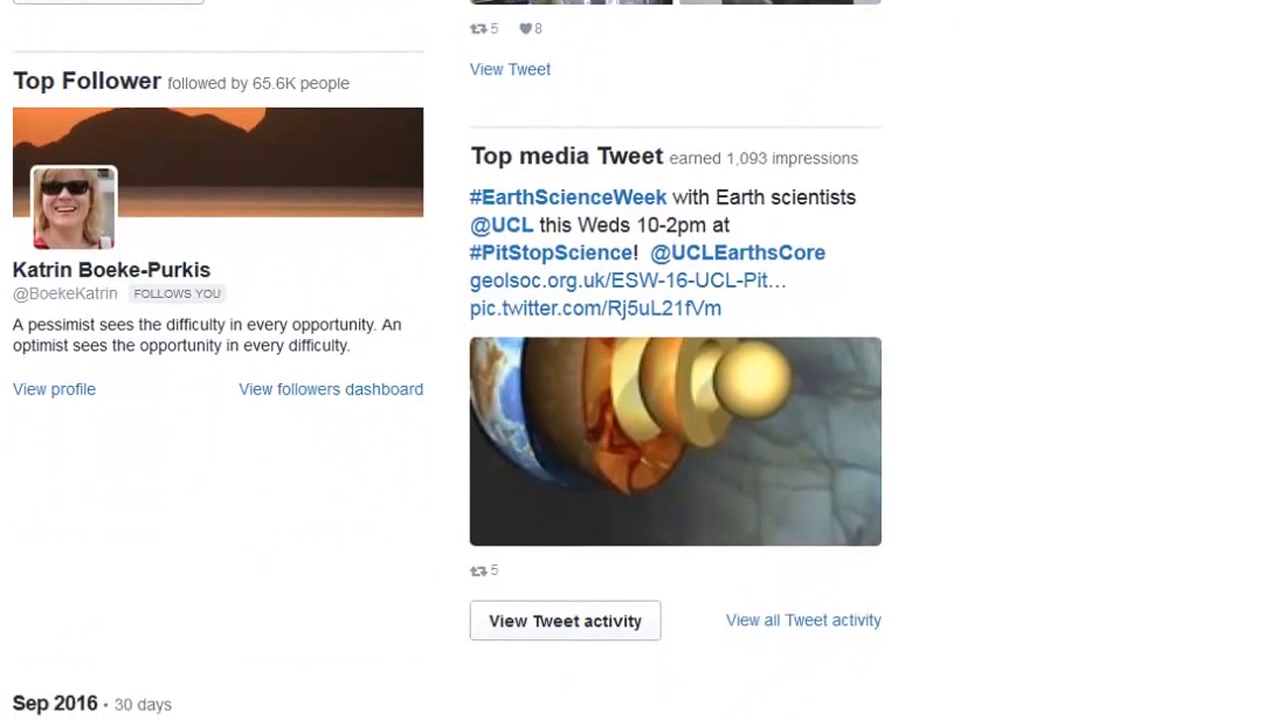 Top Follower followed by 65.6K people
Katrin Boeke-Purkis
@BoekeKatrin FOLLOWS YOU
A pessimist sees the difficulty in every opportunity. An
optimist sees the opportunity in every difficulty.
View profile View followers dashboard
5 8
View Tweet
Top media Tweet earned 1,093 impressions
#EarthScienceWeek with Earth scientists
@UCL this Weds 10-2pm at
#PitStopScience! @UCLEarthsCore
geolsoc.org.uk/ESW-16-UCL-Pit…
pic.twitter.com/Rj5uL21fVm
5
View Tweet activity View all Tweet activity
Sep 2016 • 30 days